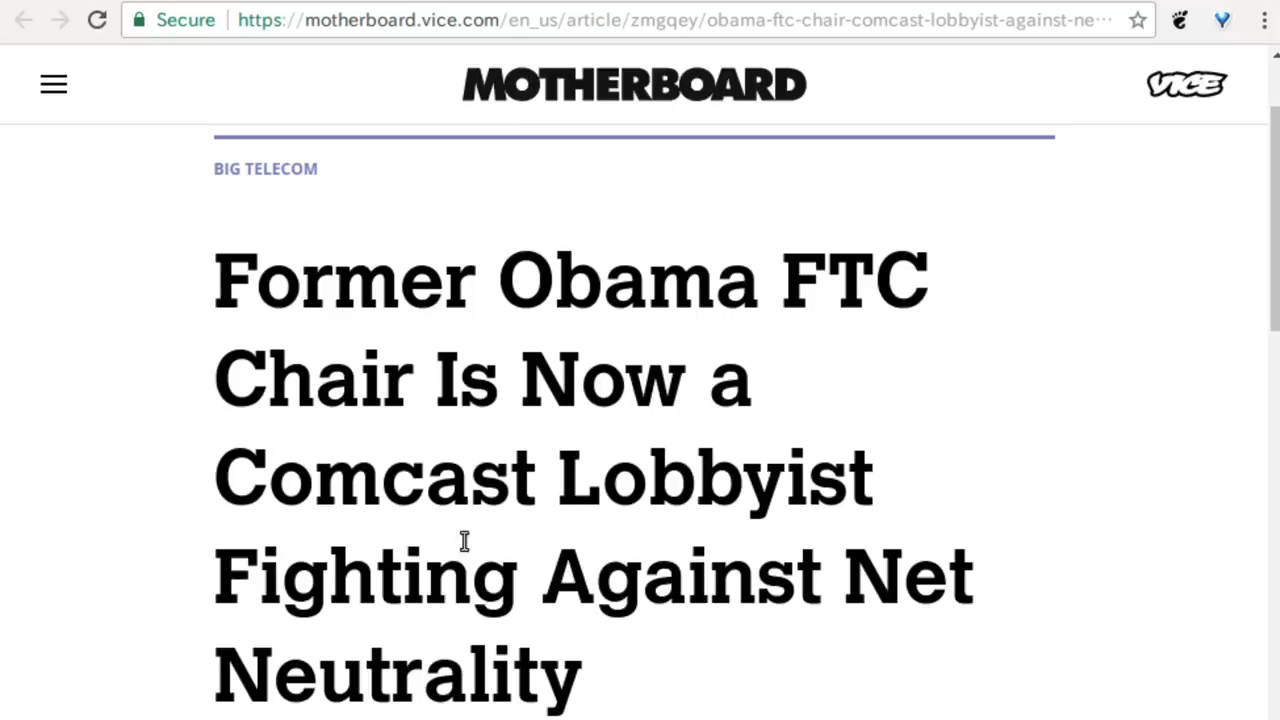 Secure https://motherboard.vice.com/en_us/article/zmgqey/obama-ftc-chair-comcast-lobbyist-against-ne···
MOTHERBOARD
VICE
BIG TELECOM
Former Obama FTC
Chair Is Now a
Comcast Lobbyist
Fighting Against Net
Neutrality